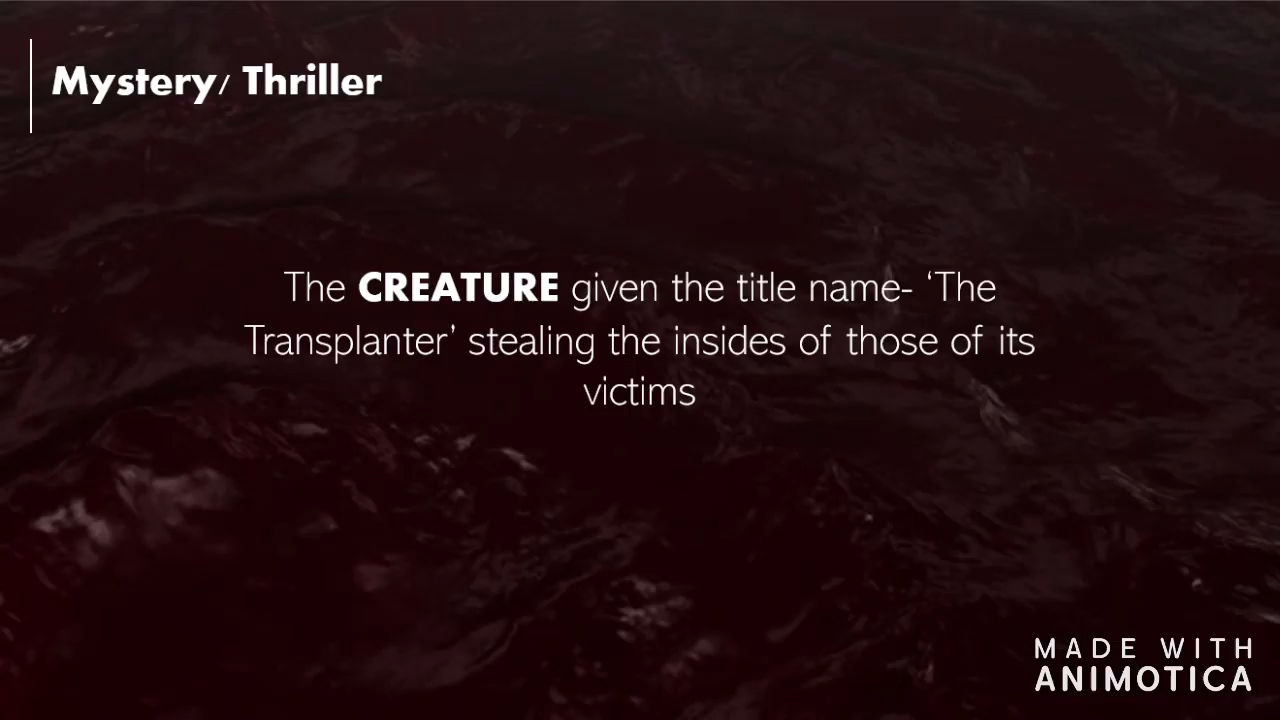 Mystery/ Thriller
The CREATURE given the title name- ‘The
Transplanter’ stealing the insides of those of its
victims
MADE WITH
ANIMOTICA